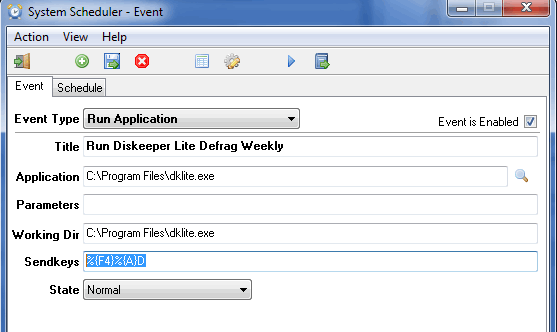 System Scheduler - Event
Action View Help
Event Schedule
Event Type Run Application Event is Enabled
Title Run Diskeeper Lite Defrag Weekly
Application C:\Program Files\dklite.exe
Parameters
Working Dir C:\Program Files\dklite.exe
Sendkeys %{F4}%{A}D
State Normal